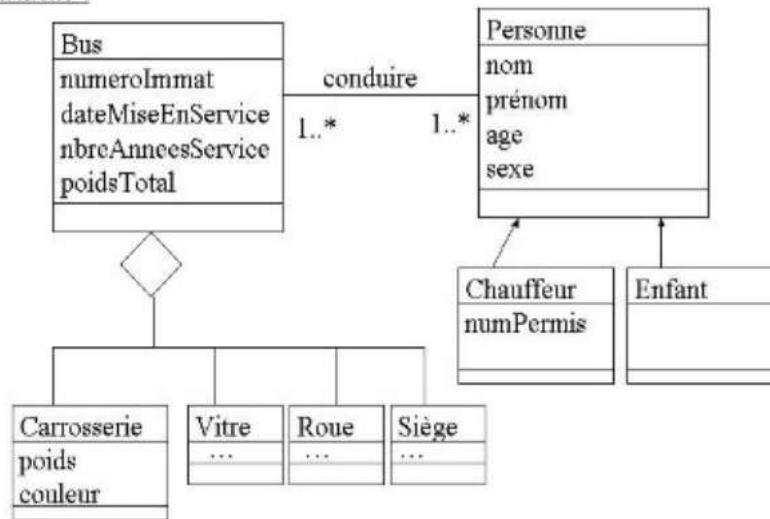 Bus
numeroImmat
dateMiseEnService
nbreAnneesService
poidsTotal
conduire
1..*
1..*
Personne
nom
prénom
age
sexe
Chauffeur
numPermis
Enfant
Carrosserie
poids
couleur
Vitre
...
Roue
...
Siège
...